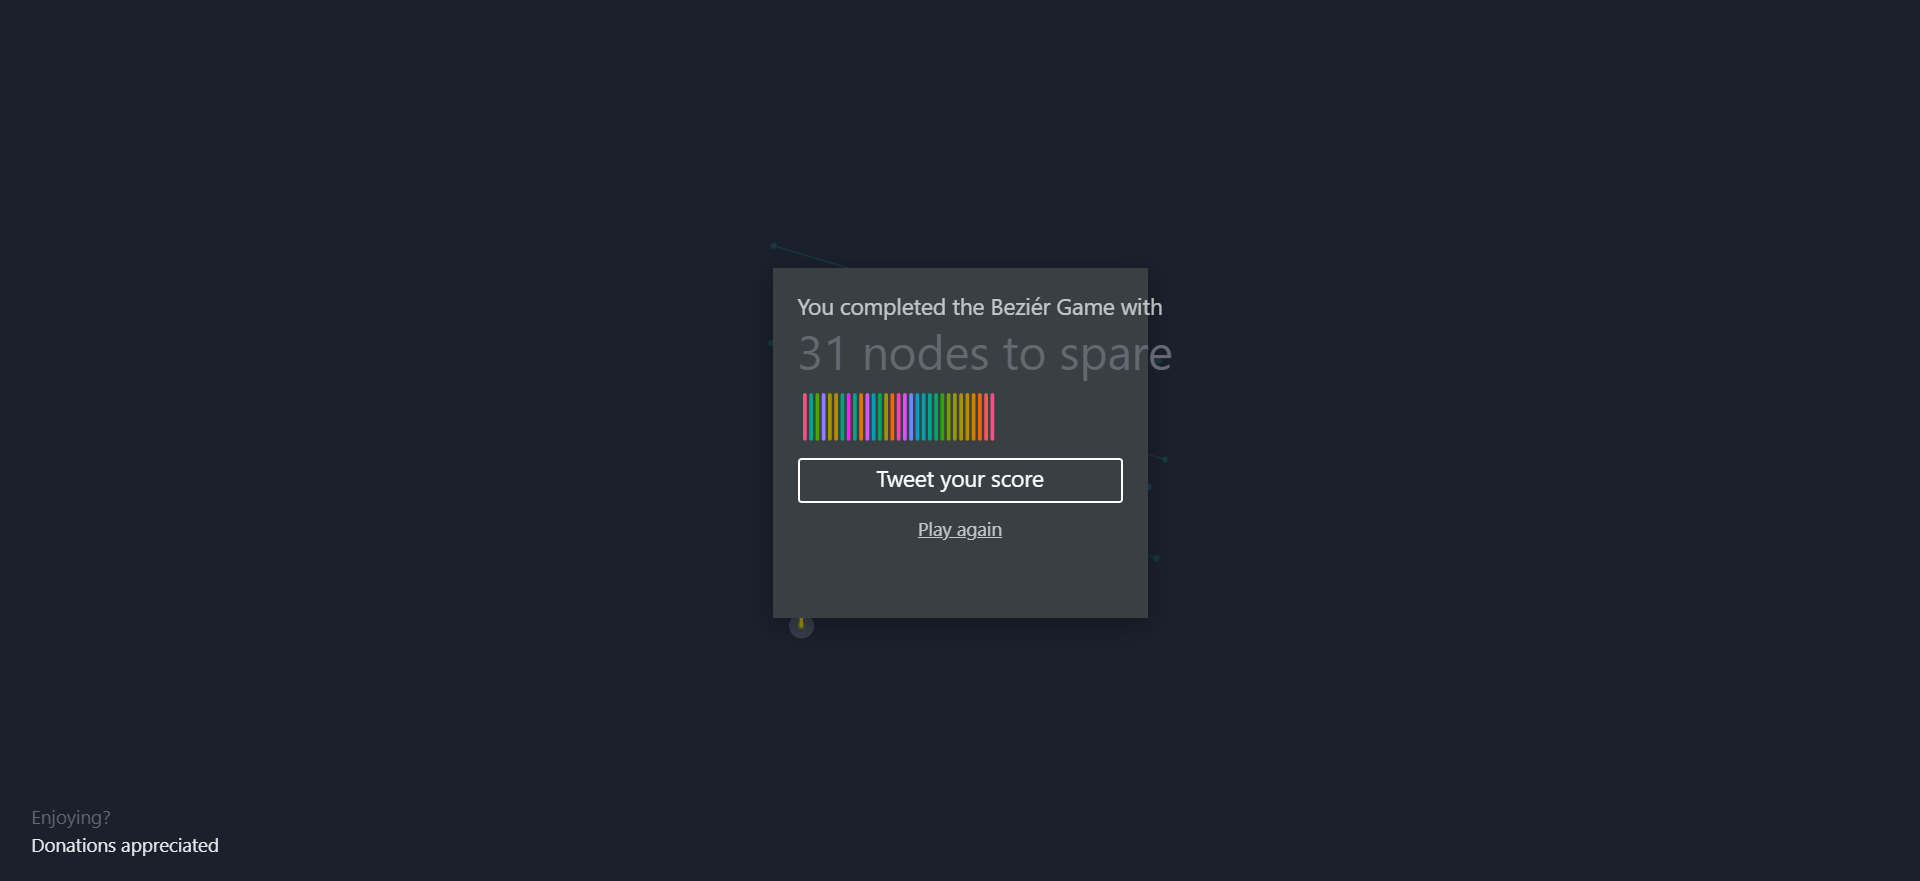 You completed the Beziér Game with
31 nodes to spare
Tweet your score
Play again
Enjoying?
Donations appreciated